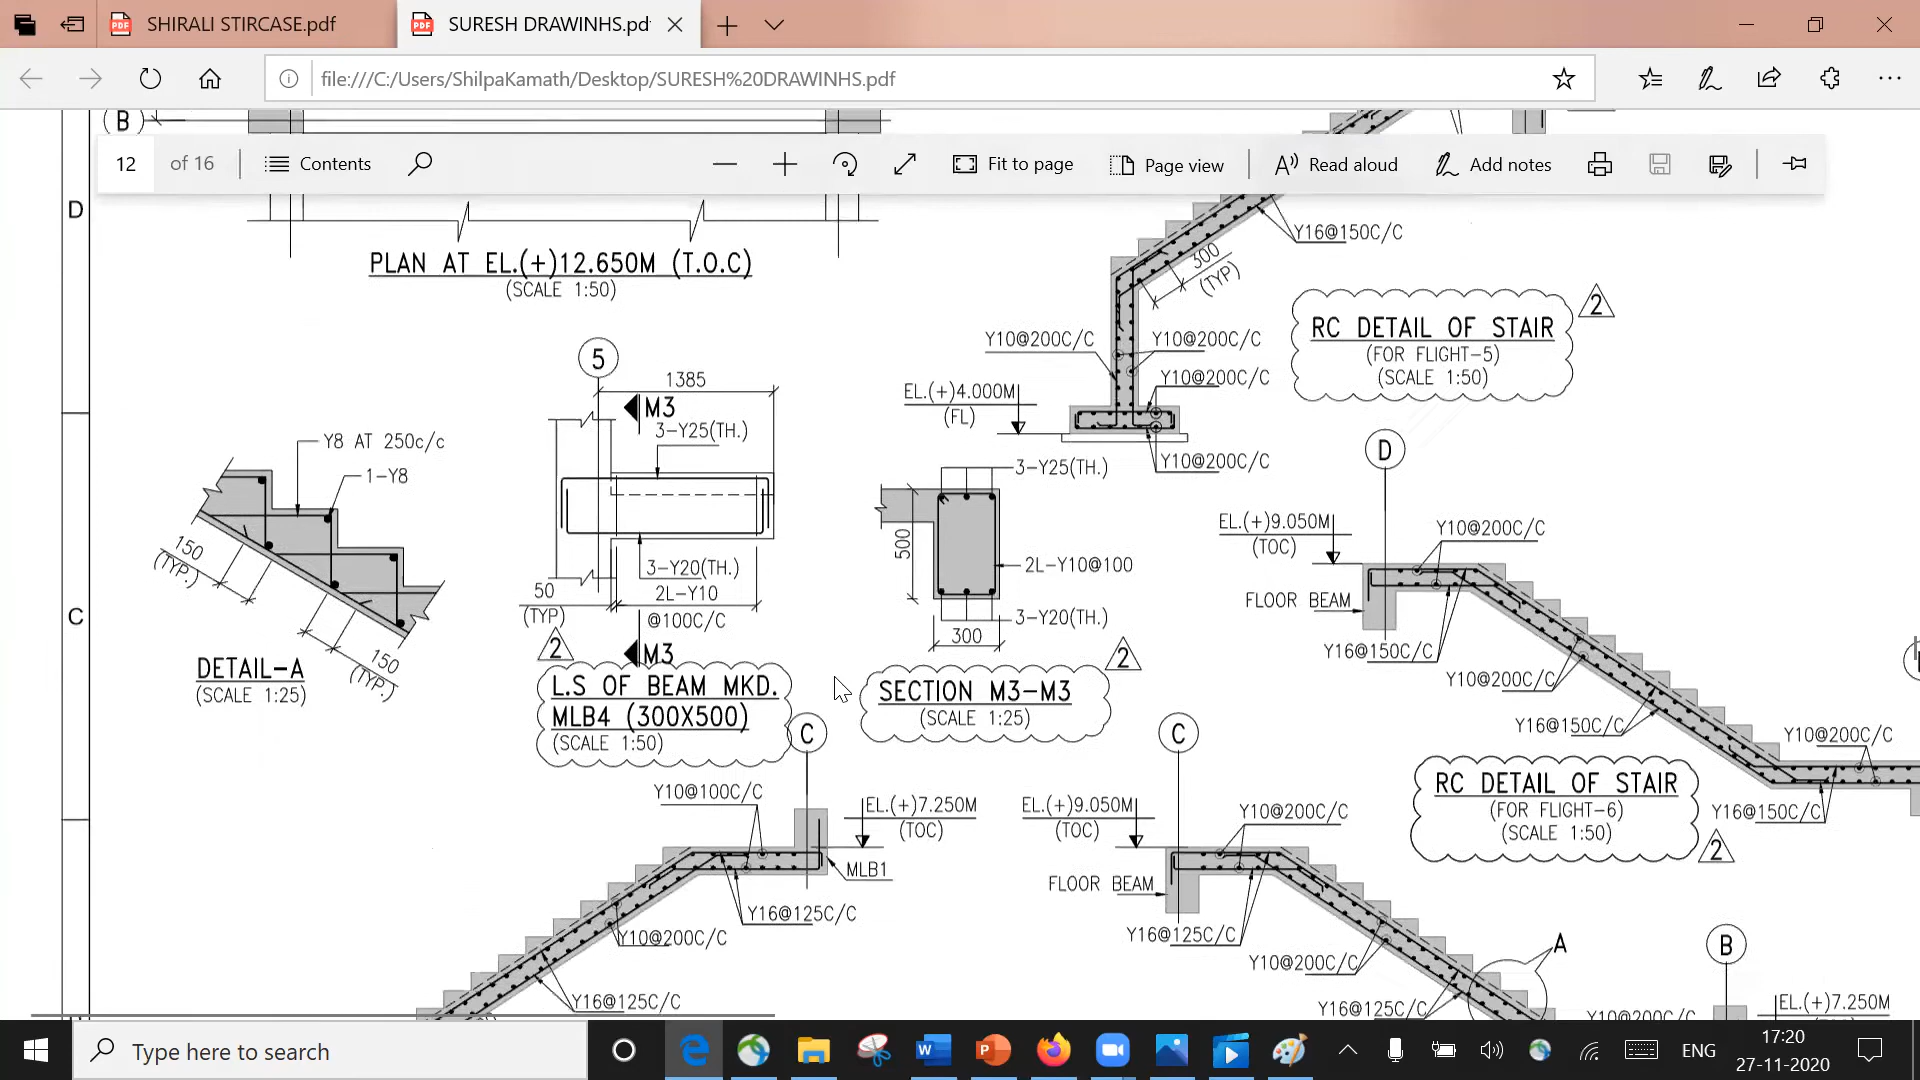 SHIRALI STIRCASE.pdf
SURESH DRAWINHS.pdf
file:///C:/Users/ShilpaKamath/Desktop/SURESH%20DRAWINHS.pdf
12 of 16
Contents
Fit to page
Page view
Read aloud
Add notes
B
D
C
PLAN AT EL.(+)12.650M (T.O.C)
(SCALE 1:50)
Y16@150C/C
300
(TYP)
2
RC DETAIL OF STAIR
(FOR FLIGHT-5)
(SCALE 1:50)
Y10@200C/C
Y10@200C/C
Y10@200C/C
EL.(+)4.000M
(FL)
Y10@200C/C
5
1385
M3
3-Y25(TH.)
3-Y20(TH.)
2L-Y10
@100C/C
50
(TYP)
M3
2
L.S OF BEAM MKD.
MLB4 (300X500)
(SCALE 1:50)
Y8 AT 250c/c
1-Y8
150
(TYP.)
150
(TYP.)
DETAIL-A
(SCALE 1:25)
3-Y25(TH.)
500
2L-Y10@100
3-Y20(TH.)
300
2
SECTION M3-M3
(SCALE 1:25)
D
EL.(+)9.050M
(TOC)
Y10@200C/C
FLOOR BEAM
Y16@150C/C
Y10@200C/C
Y16@150C/C
Y10@200C/C
Y16@150C/C
RC DETAIL OF STAIR
(FOR FLIGHT-6)
(SCALE 1:50)
2
C
Y10@100C/C
EL.(+)7.250M
(TOC)
MLB1
Y16@125C/C
Y10@200C/C
Y16@125C/C
C
EL.(+)9.050M
(TOC)
Y10@200C/C
FLOOR BEAM
Y16@125C/C
Y10@200C/C
Y16@125C/C
A
B
EL.(+)7.250M
Y10@200C/C
Type here to search
ENG
17:20
27-11-2020